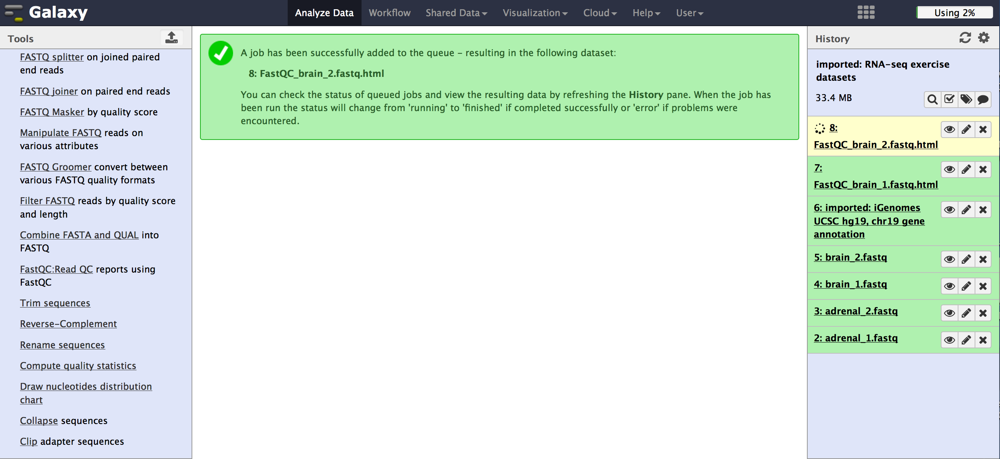 Galaxy
Analyze Data
Workflow
Shared Data
Visualization
Cloud
Help
User
Using 2%
Tools
FASTQ splitter on joined paired
end reads
FASTQ joiner on paired end reads
FASTQ Masker by quality score
Manipulate FASTQ reads on
various attributes
FASTQ Groomer convert between
various FASTQ quality formats
Filter FASTQ reads by quality score
and length
Combine FASTA and QUAL into
FASTQ
FastQC:Read QC reports using
FastQC
Trim sequences
Reverse-Complement
Rename sequences
Compute quality statistics
Draw nucleotides distribution
chart
Collapse sequences
Clip adapter sequences
A job has been successfully added to the queue - resulting in the following dataset:
8: FastQC_brain_2.fastq.html
You can check the status of queued jobs and view the resulting data by refreshing the History pane. When the job has
been run the status will change from 'running' to 'finished' if completed successfully or 'error' if problems were
encountered.
History
imported: RNA-seq exercise
datasets
33.4 MB
8:
FastQC_brain_2.fastq.html
7:
FastQC_brain_1.fastq.html
6: imported: iGenomes
UCSC hg19, chr19 gene
annotation
5: brain_2.fastq
4: brain_1.fastq
3: adrenal_2.fastq
2: adrenal_1.fastq